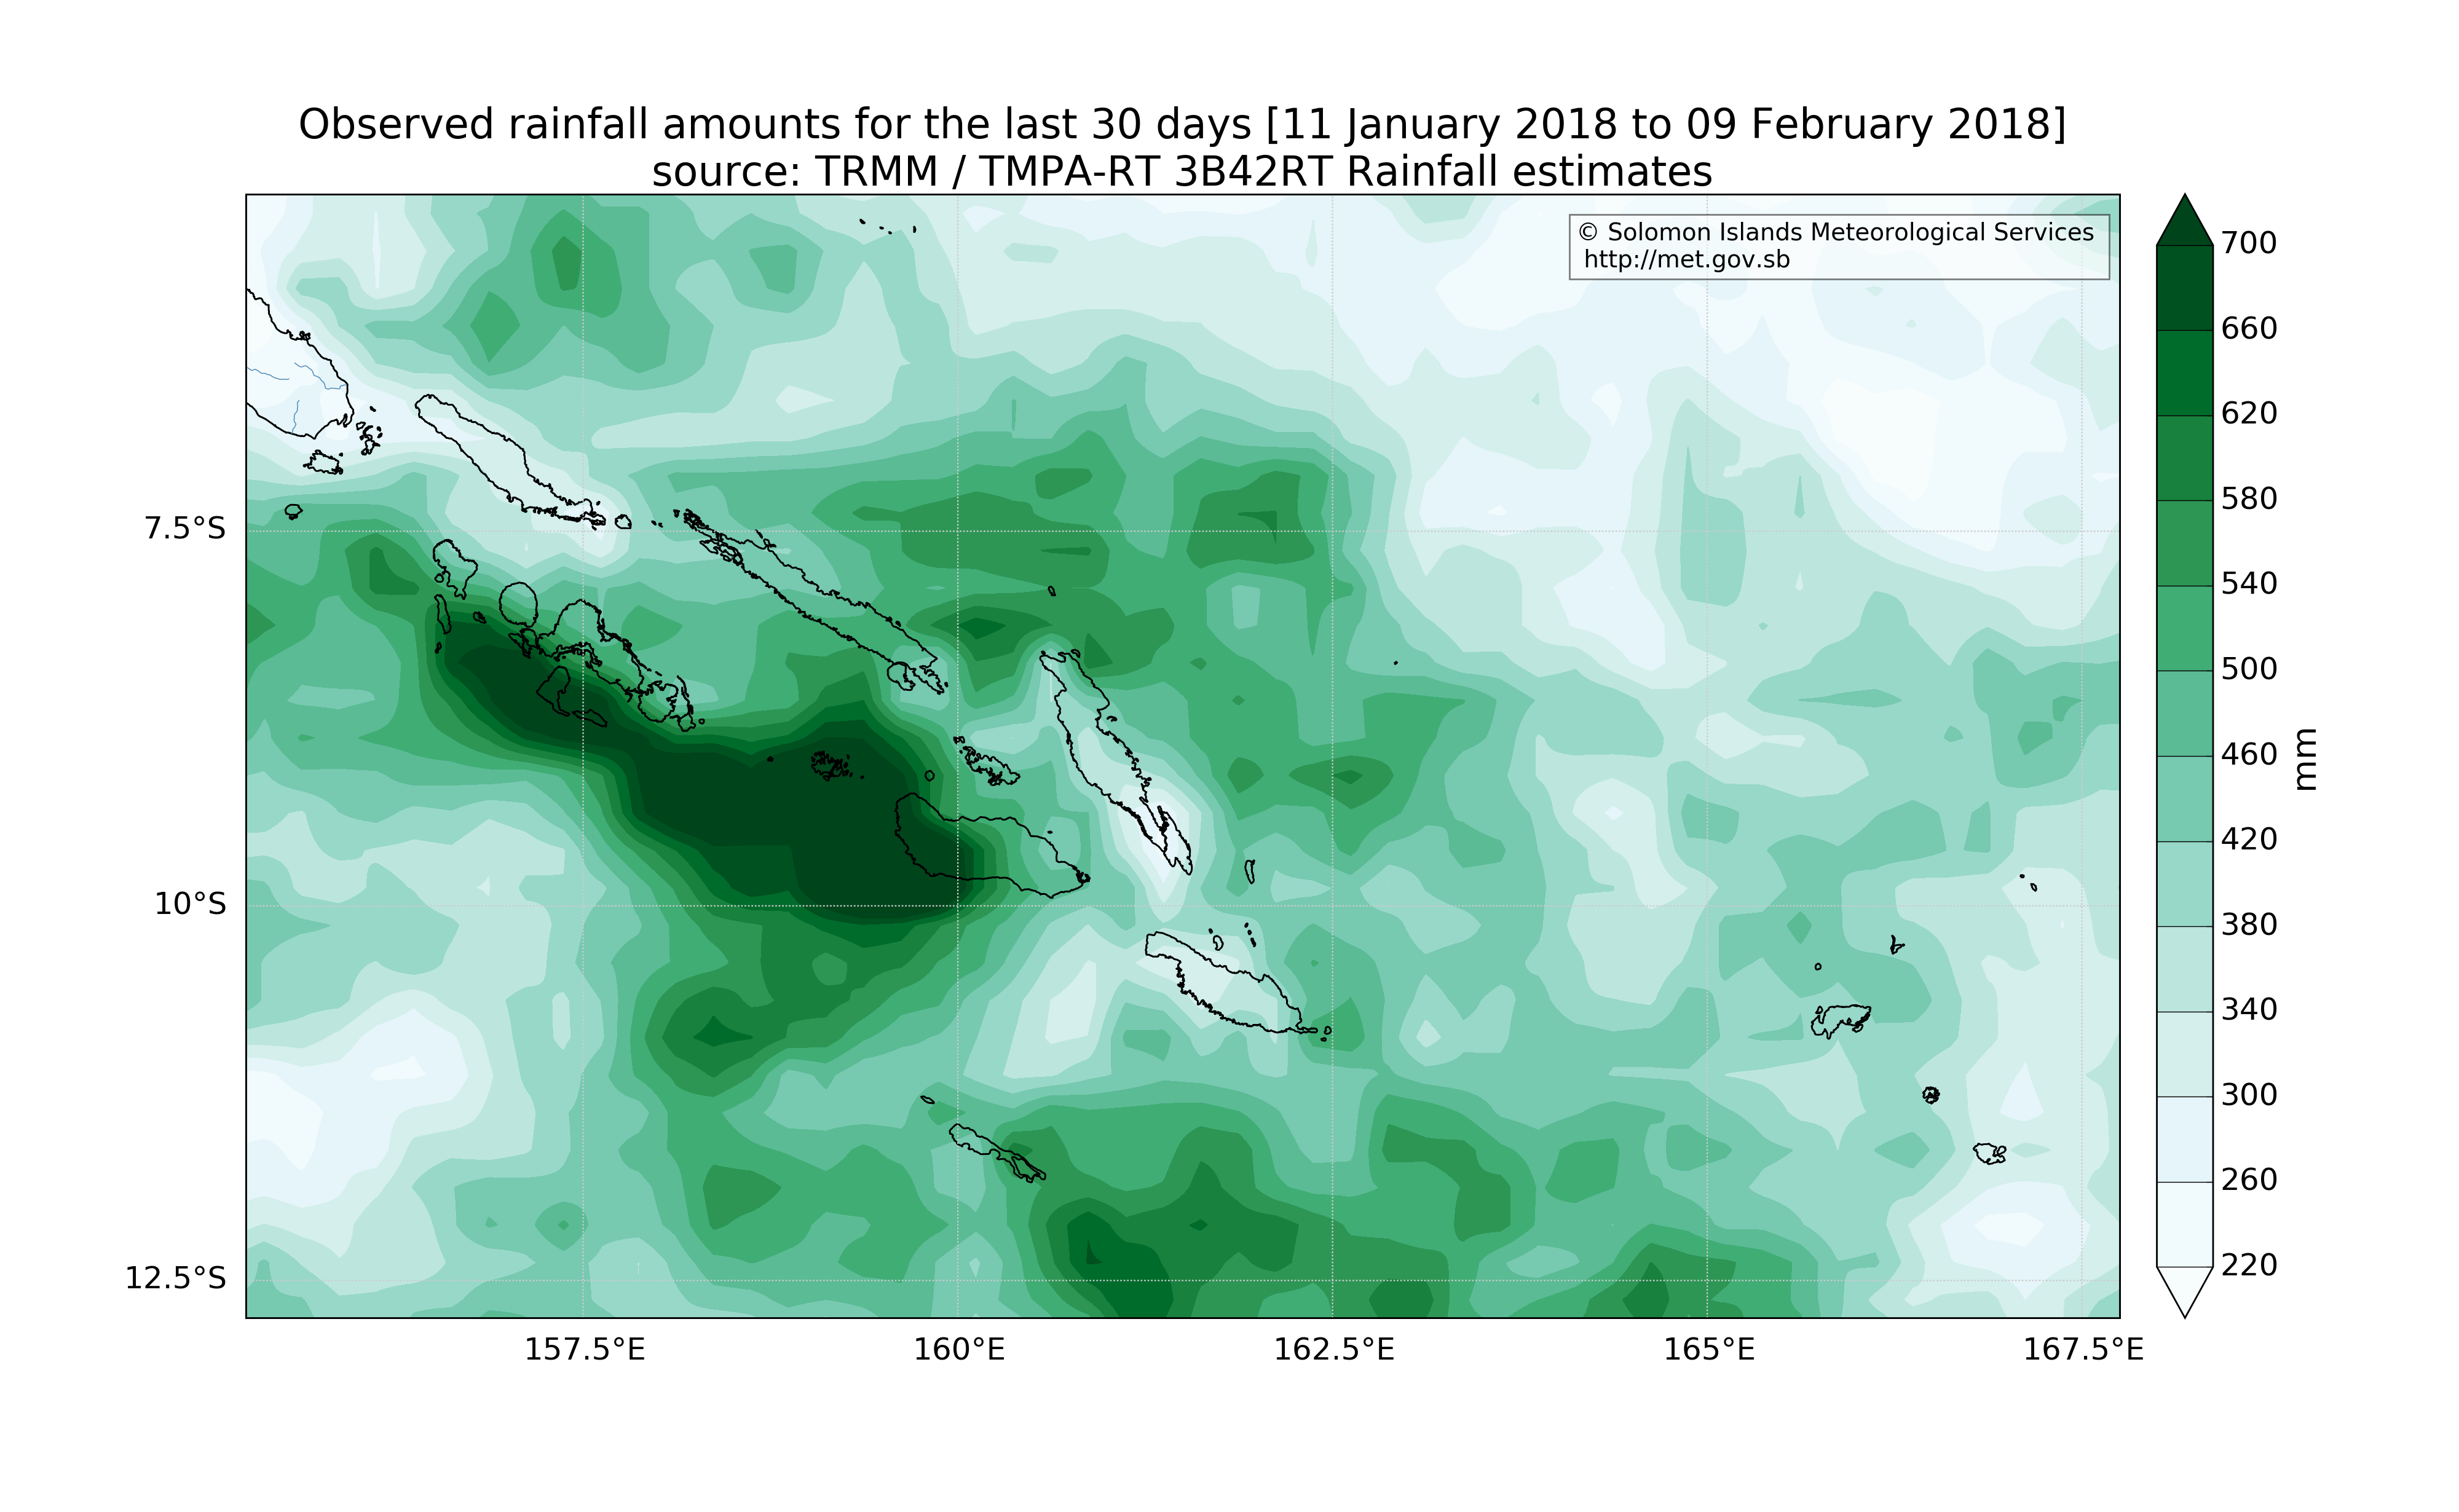 Observed rainfall amounts for the last 30 days [11 January 2018 to 09 February 2018]
source: TRMM / TMPA-RT 3B42RT Rainfall estimates
© Solomon Islands Meteorological Services
http://met.gov.sb
7.5°S
10°S
12.5°S
157.5°E
160°E
162.5°E
165°E
167.5°E
700
660
620
580
540
500
460
420
380
340
300
260
220
mm